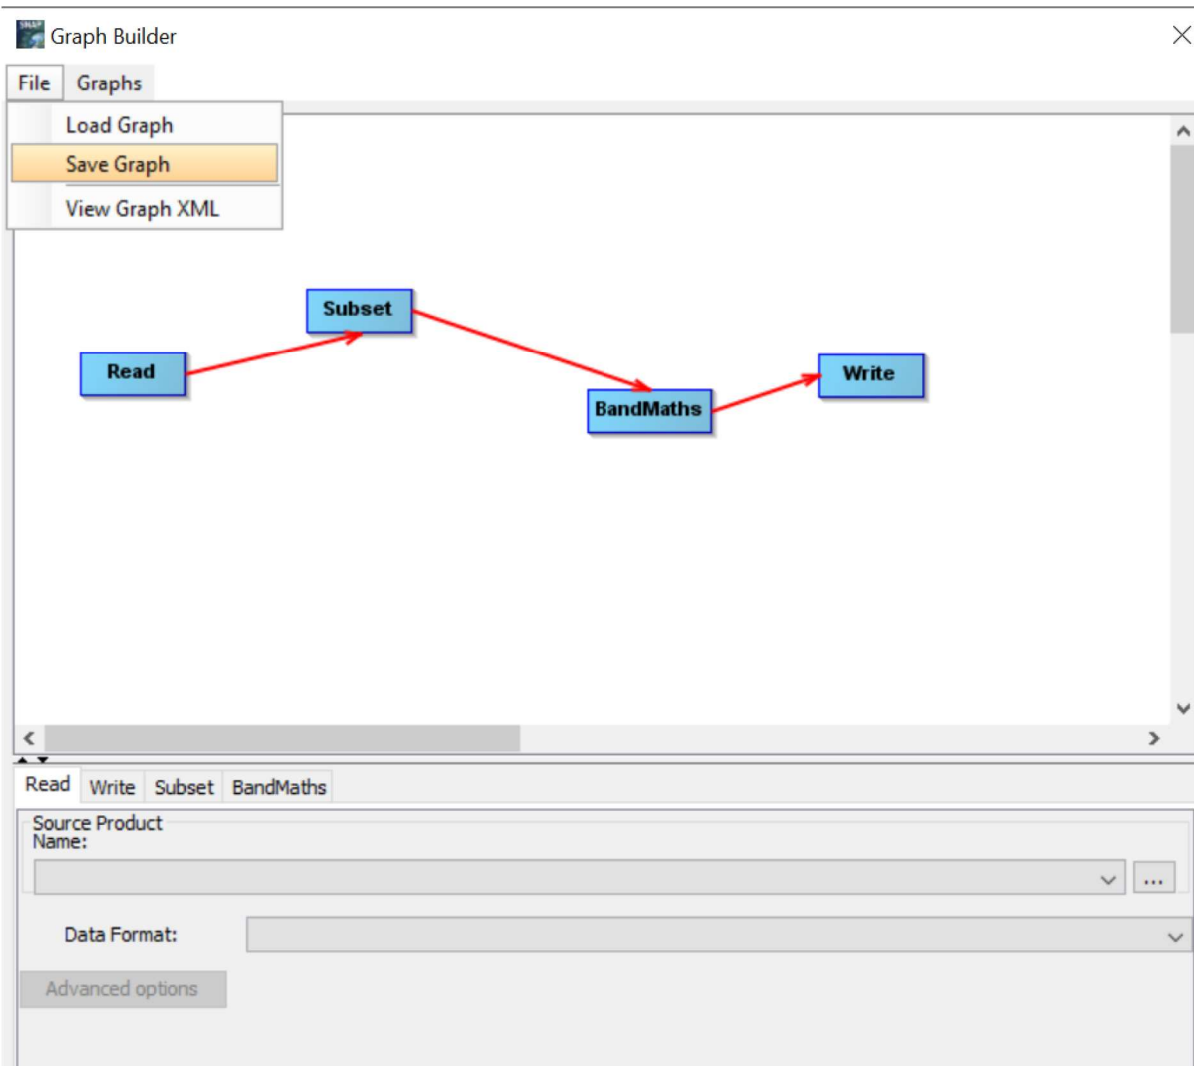 SNAP
Graph Builder
File Graphs
Load Graph
Save Graph
View Graph XML
Subset
Read
Write
BandMaths
Read Write Subset BandMaths
Source Product
Name:
...
Data Format:
Advanced options